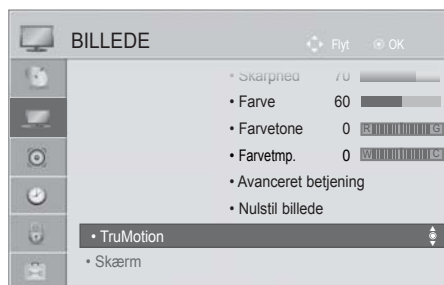 BILLEDE Flyt OK
• Skarphed 70
• Farve 60
• Farvetone 0 R G
• Farvetmp. 0 W C
• Avanceret betjening
• Nulstil billede
• TruMotion
• Skærm